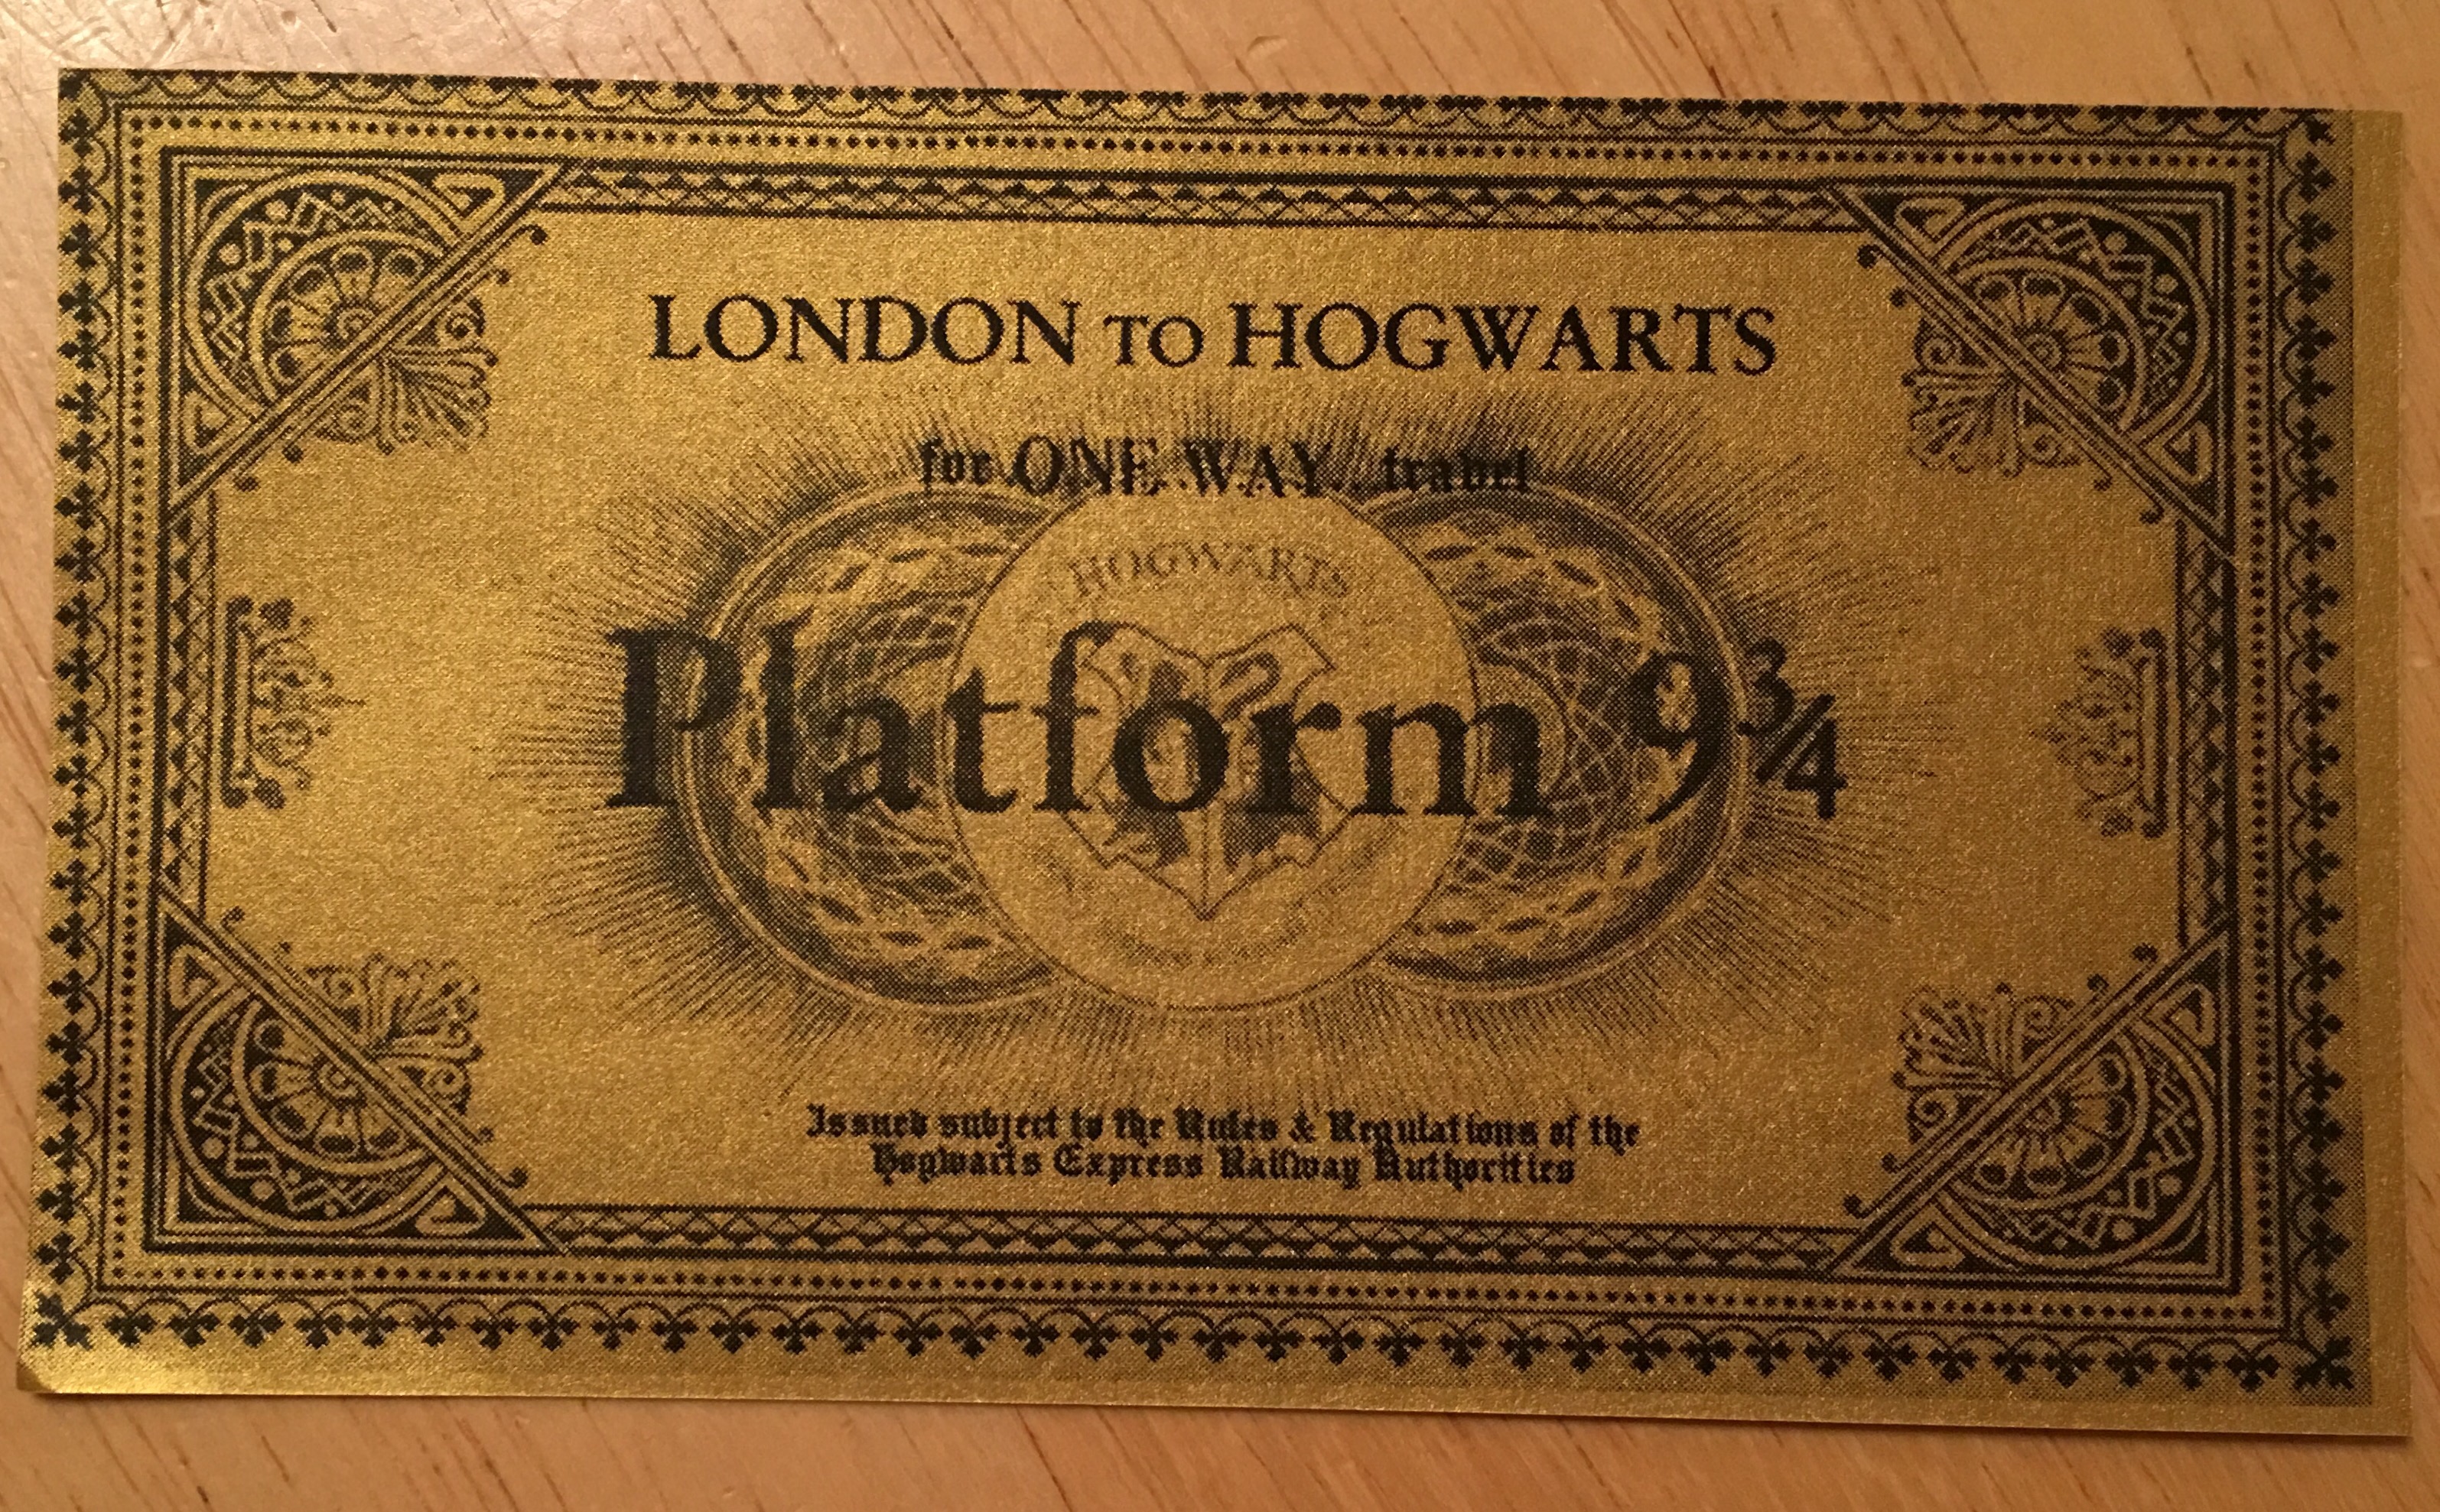 LONDON TO HOGWARTS
for ONE WAY travel
HOGWARTS
Platform 9¾
Issued subject to the Rules & Regulations of the
Hogwarts Express Railway Authorities